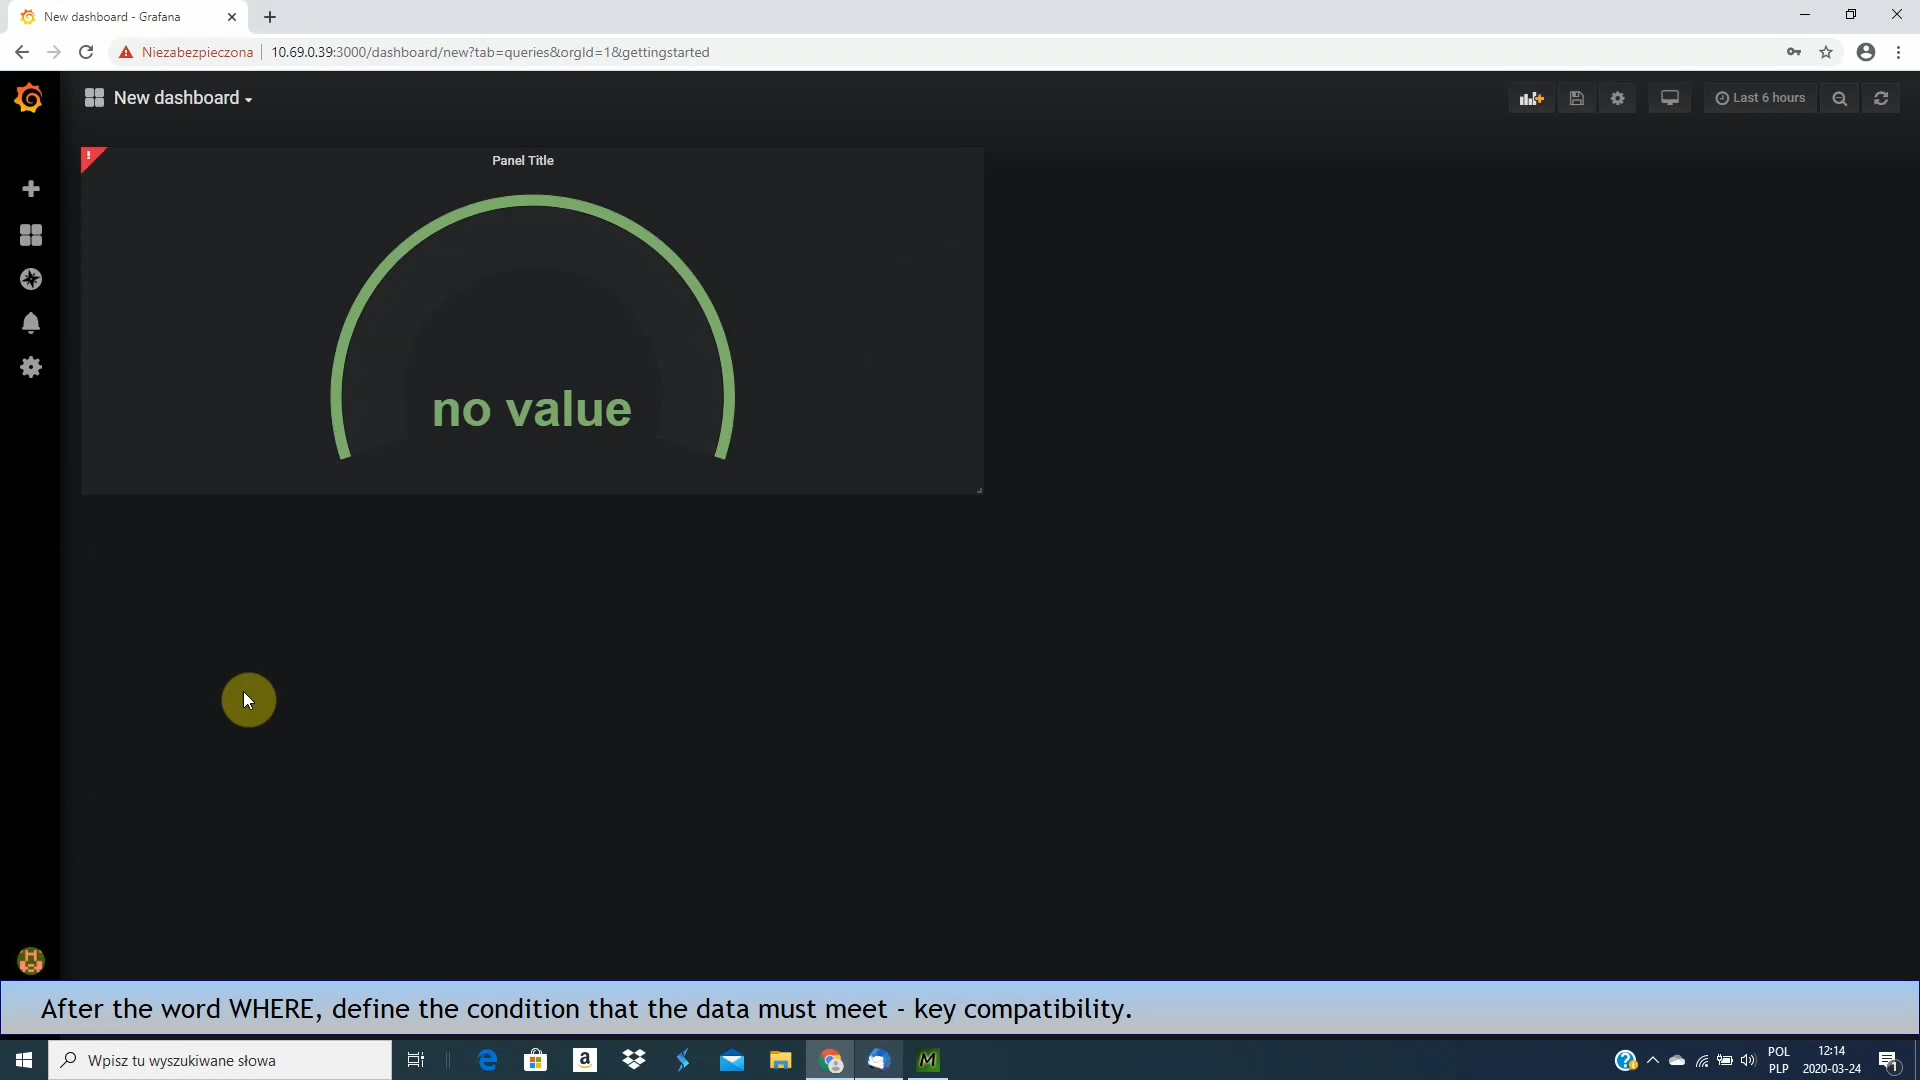 New dashboard - Grafana
Niezabezpieczona
10.69.0.39:3000/dashboard/new?tab=queries&orgId=1&gettingstarted
New dashboard
Last 6 hours
!
Panel Title
no value
After the word WHERE, define the condition that the data must meet - key compatibility.
Wpisz tu wyszukiwane słowa
POL
PLP
12:14
2020-03-24
1